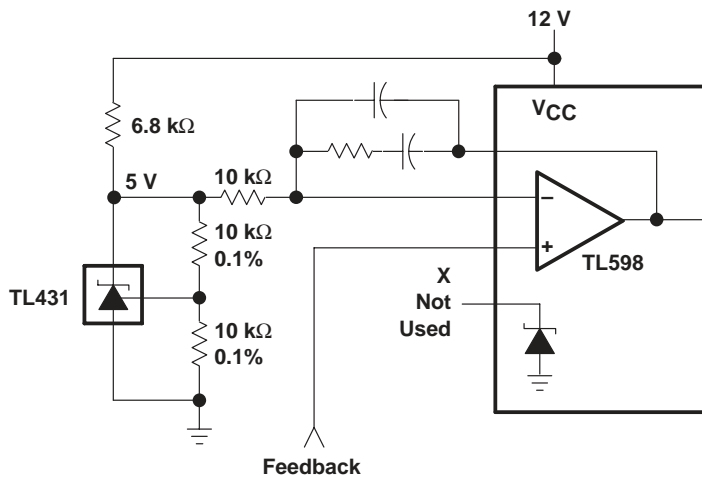 12 V
VCC
6.8 kΩ
5 V
10 kΩ
10 kΩ
0.1%
TL431
10 kΩ
0.1%
−
+
TL598
X
Not
Used
Feedback